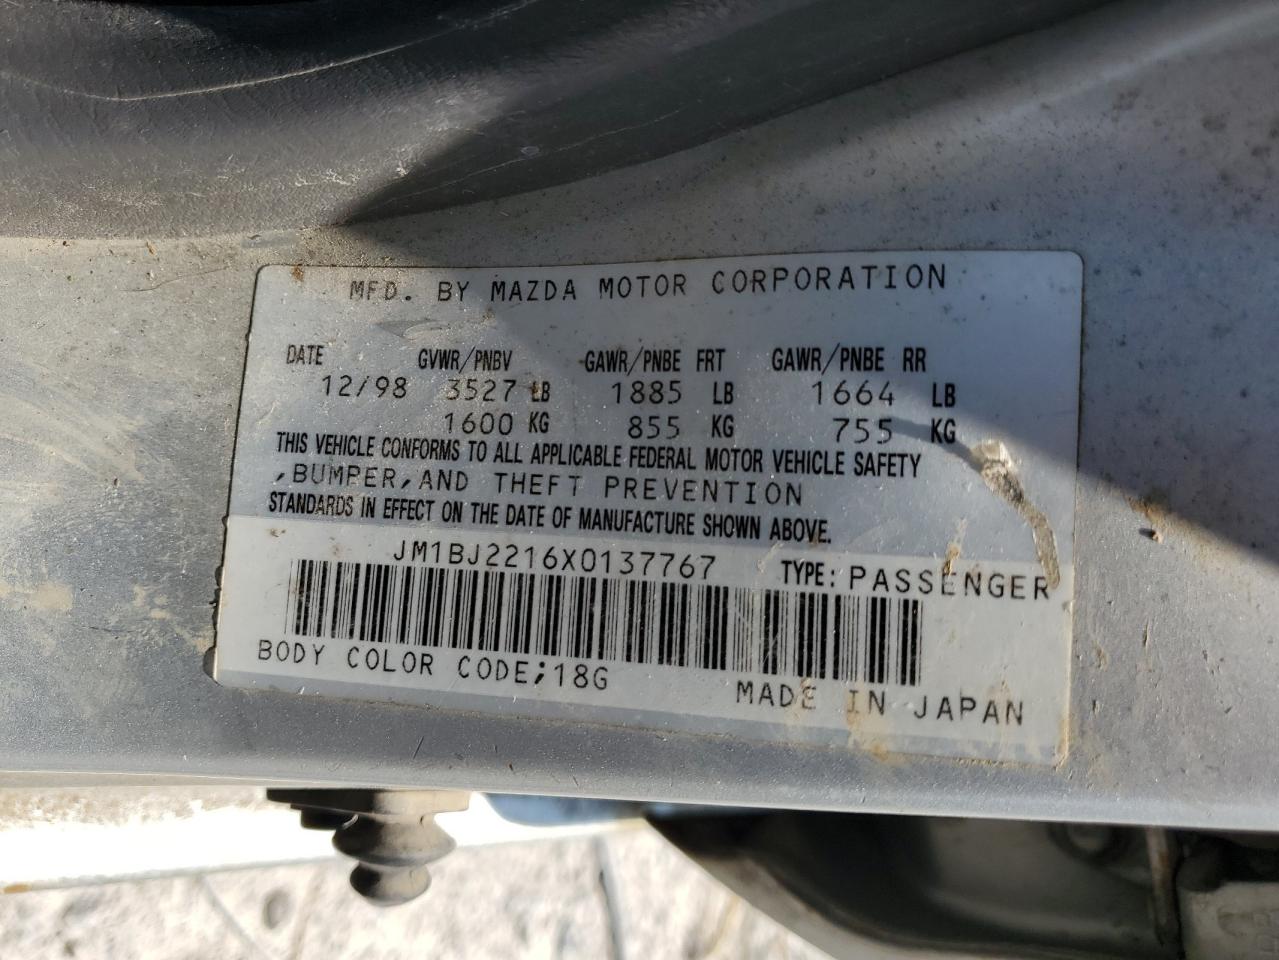 MFD. BY MAZDA MOTOR CORPORATION
DATE GVWR/PNBV GAWR/PNBE FRT GAWR/PNBE RR
12/98 3527 LB 1885 LB 1664 LB
1600 KG 855 KG 755 KG
THIS VEHICLE CONFORMS TO ALL APPLICABLE FEDERAL MOTOR VEHICLE SAFETY
,BUMPER,AND THEFT PREVENTION
STANDARDS IN EFFECT ON THE DATE OF MANUFACTURE SHOWN ABOVE.
JM1BJ2216X0137767 TYPE: PASSENGER
BODY COLOR CODE;18G
MADE IN JAPAN